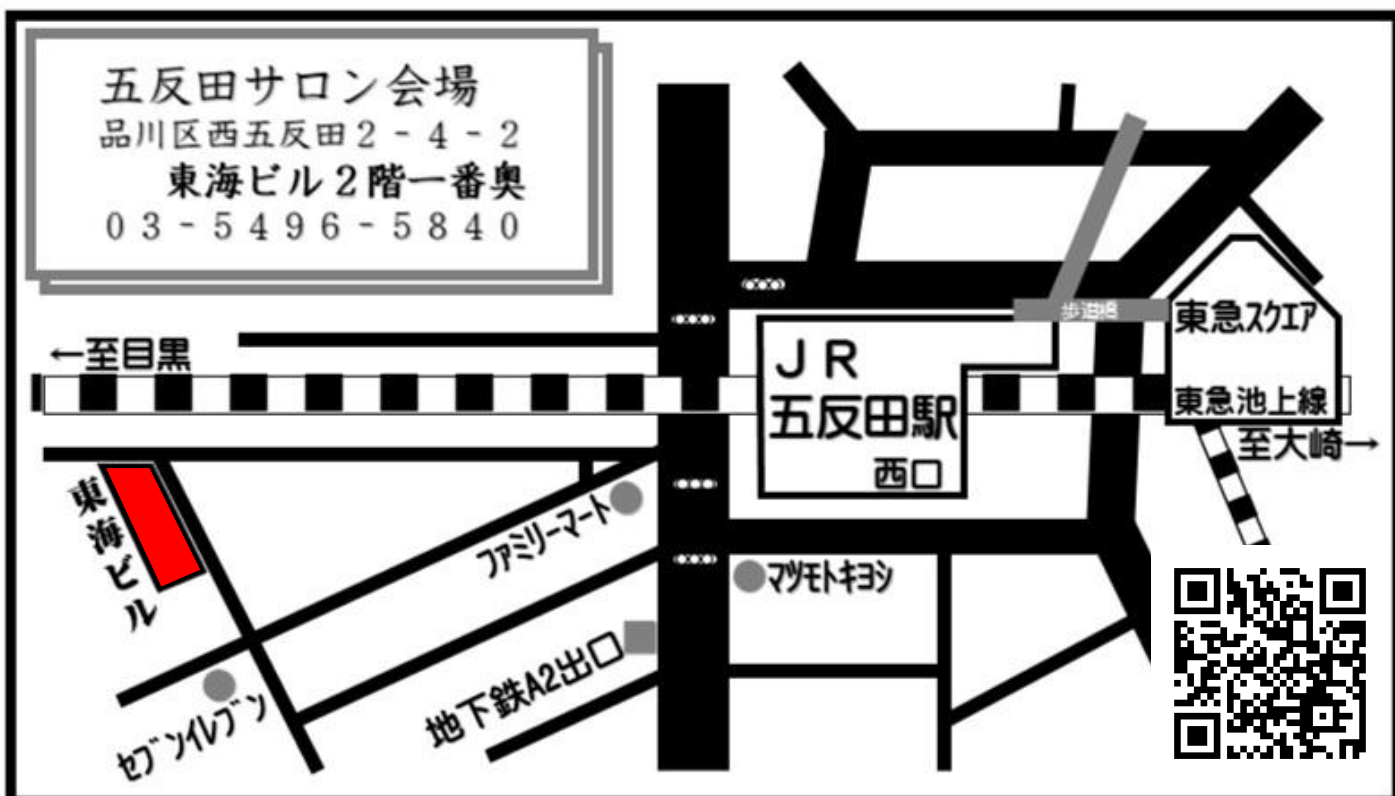 五反田サロン会場
品川区西五反田２－４－２
東海ビル２階一番奥
０３－５４９６－５８４０
←至目黒
ＪＲ
五反田駅
西口
歩道橋
東急スクエア
東急池上線
至大崎→
東海ビル
ファミリーマート
マツモトキヨシ
地下鉄A2出口
セブンイレブン